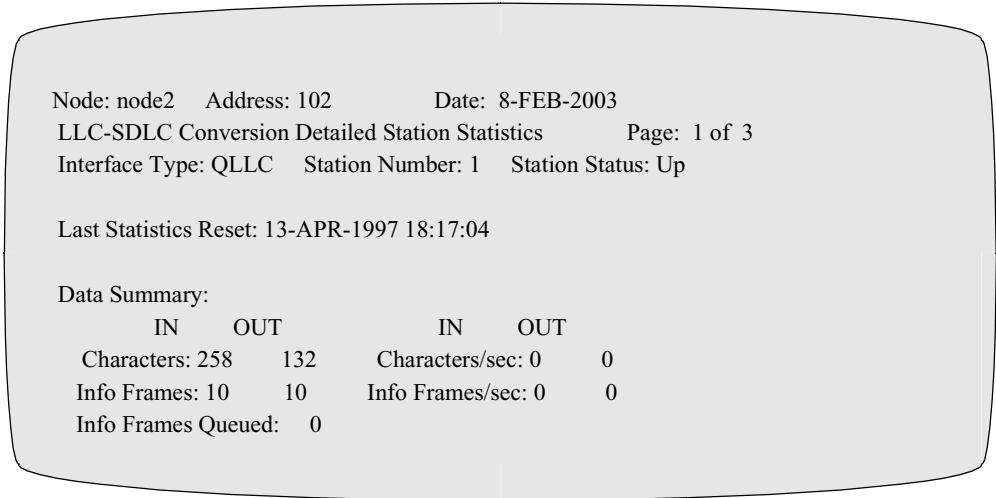 Node: node2 Address: 102 Date: 8-FEB-2003
LLC-SDLC Conversion Detailed Station Statistics Page: 1 of 3
Interface Type: QLLC Station Number: 1 Station Status: Up
Last Statistics Reset: 13-APR-1997 18:17:04
Data Summary:
IN OUT IN OUT
Characters: 258 132 Characters/sec: 0 0
Info Frames: 10 10 Info Frames/sec: 0 0
Info Frames Queued: 0